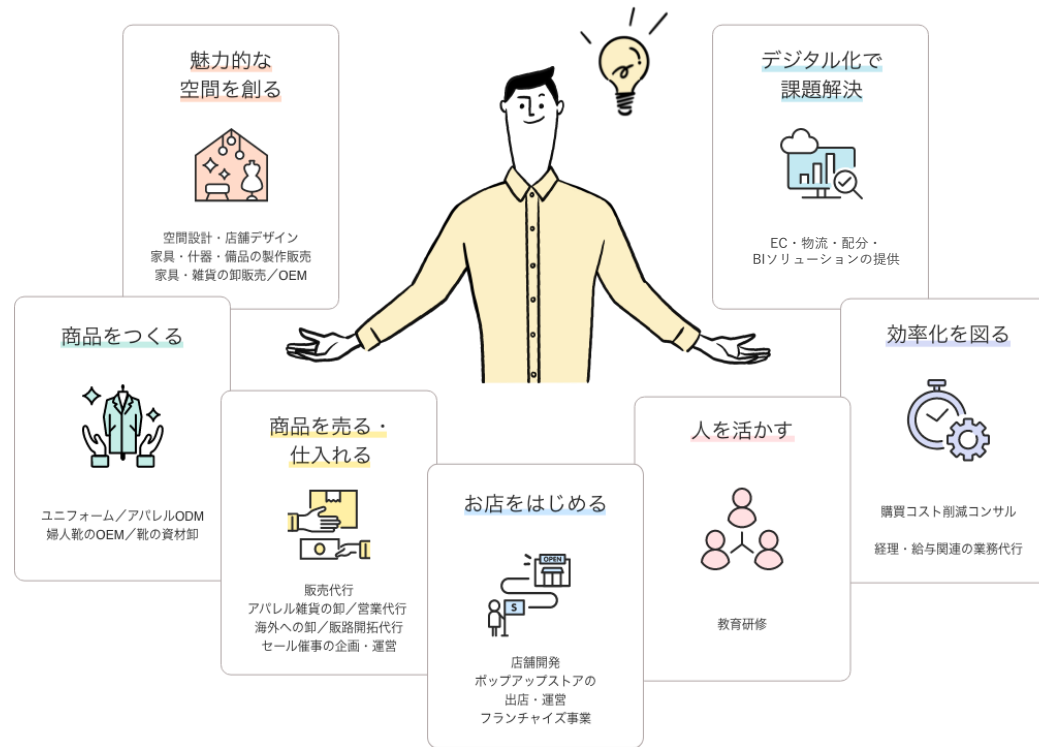 魅力的な
空間を創る
空間設計・店舗デザイン
家具・什器・備品の製作販売
家具・雑貨の卸販売／OEM
商品をつくる
ユニフォーム／アパレルODM
婦人靴のOEM／靴の資材卸
商品を売る・
仕入れる
販売代行
アパレル雑貨の卸／営業代行
海外への卸／販路開拓代行
セール催事の企画・運営
お店をはじめる
OPEN
S
店舗開発
ポップアップストアの
出店・運営
フランチャイズ事業
人を活かす
教育研修
デジタル化で
課題解決
EC・物流・配分・
BIソリューションの提供
効率化を図る
購買コスト削減コンサル
経理・給与関連の業務代行